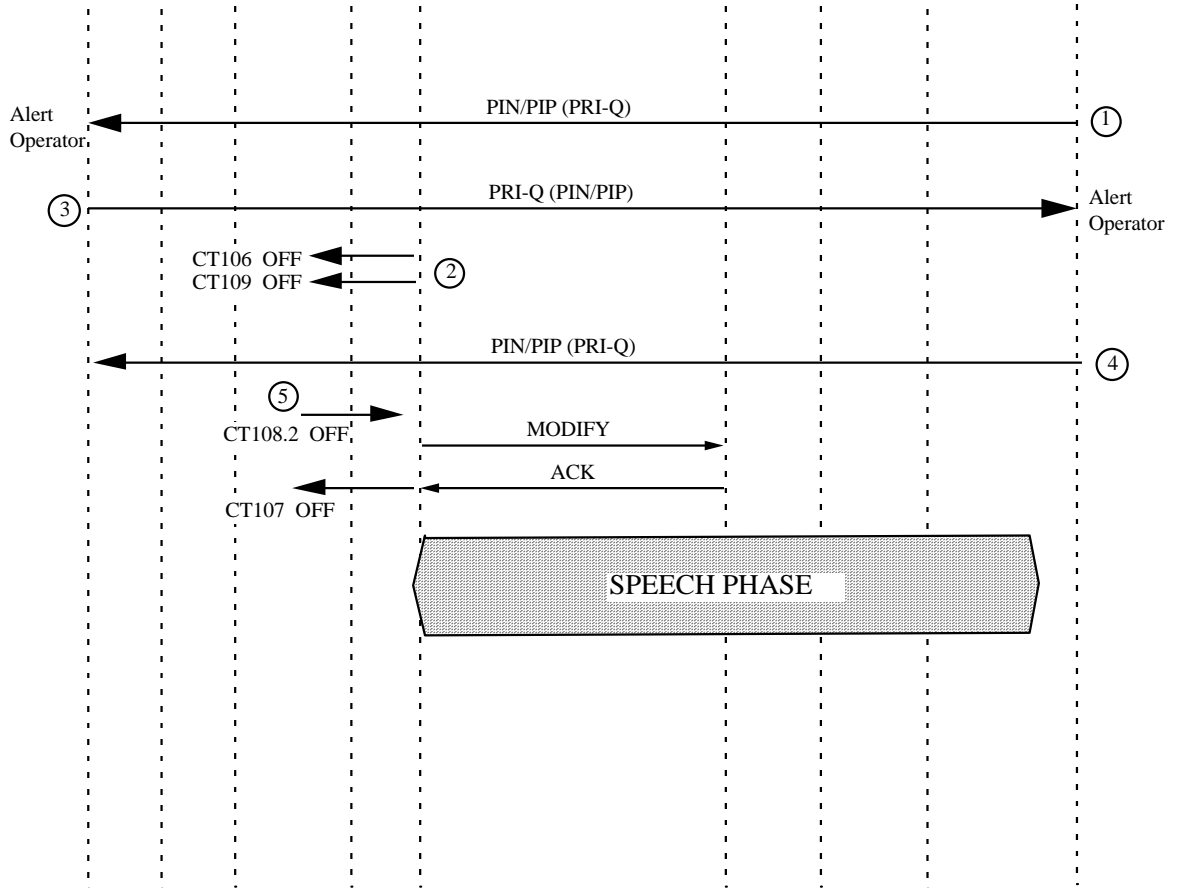 PIN/PIP (PRI-Q)
Alert
Operator
1
PRI-Q (PIN/PIP)
3
Alert
Operator
CT106 OFF
CT109 OFF
2
PIN/PIP (PRI-Q)
4
5
CT108.2 OFF
MODIFY
ACK
CT107 OFF
SPEECH PHASE